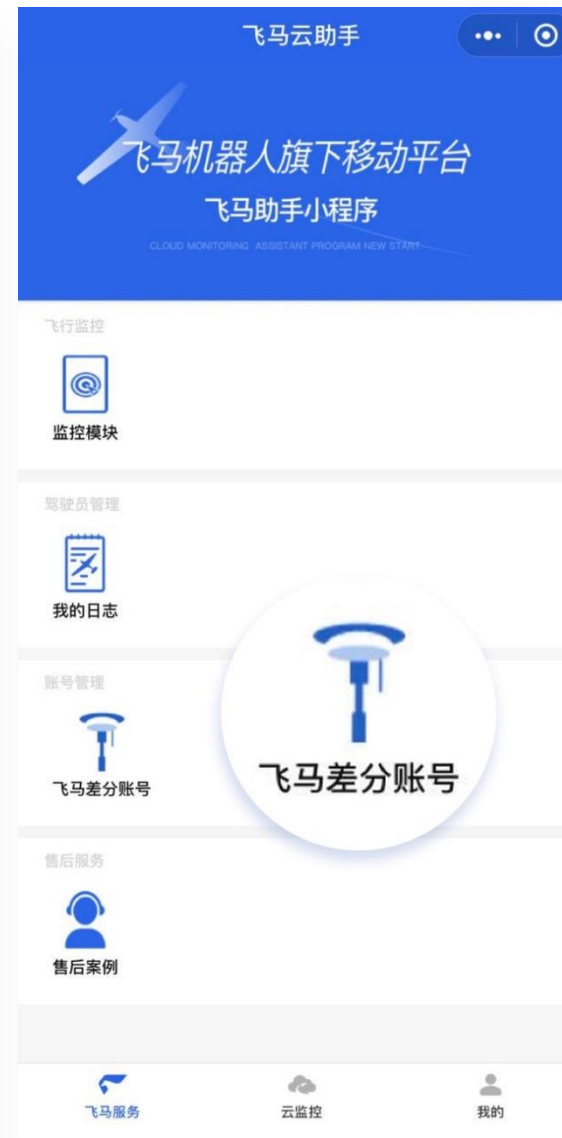 飞马云助手
飞马机器人旗下移动平台
飞马助手小程序
CLOUD MONITORING ASSISTANT PROGRAM NEW START
飞行监控
监控模块
驾驶员管理
我的日志
账号管理
飞马差分账号
飞马差分账号
售后服务
售后案例
飞马服务
云监控
我的